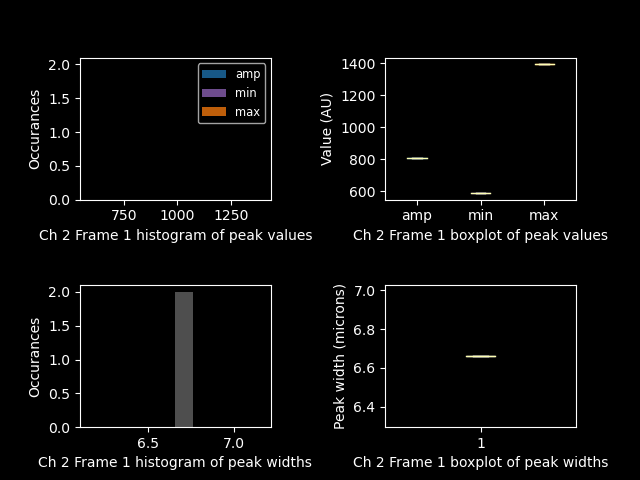 2.0
1.5
1.0
0.5
0.0
Occurances
amp
min
max
750 1000 1250
Ch 2 Frame 1 histogram of peak values
1400
1200
1000
800
600
Value (AU)
amp min max
Ch 2 Frame 1 boxplot of peak values
2.0
1.5
1.0
0.5
0.0
Occurances
6.5 7.0
Ch 2 Frame 1 histogram of peak widths
7.0
6.8
6.6
6.4
Peak width (microns)
1
Ch 2 Frame 1 boxplot of peak widths